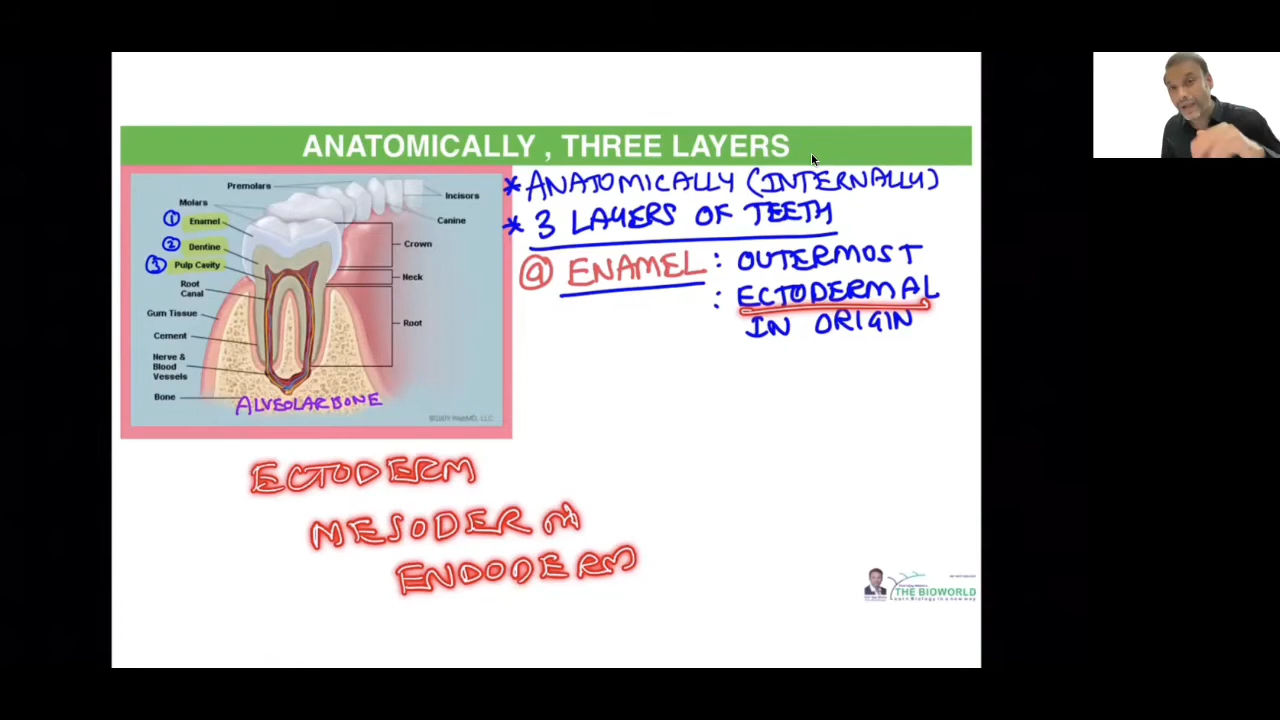 ANATOMICALLY , THREE LAYERS
Premolars
Incisors
Molars
Canine
① Enamel
Crown
② Dentine
③ Pulp Cavity
Neck
Root
Canal
Gum Tissue
Root
Cement
Nerve &
Blood
Vessels
Bone
ALVEOLAR BONE
* ANATOMICALLY (INTERNALLY)
* 3 LAYERS OF TEETH
@ ENAMEL : OUTERMOST
: ECTODERMAL
IN ORIGIN
ECTODERM
MESODERM
ENDODERM
THE BIOWORLD